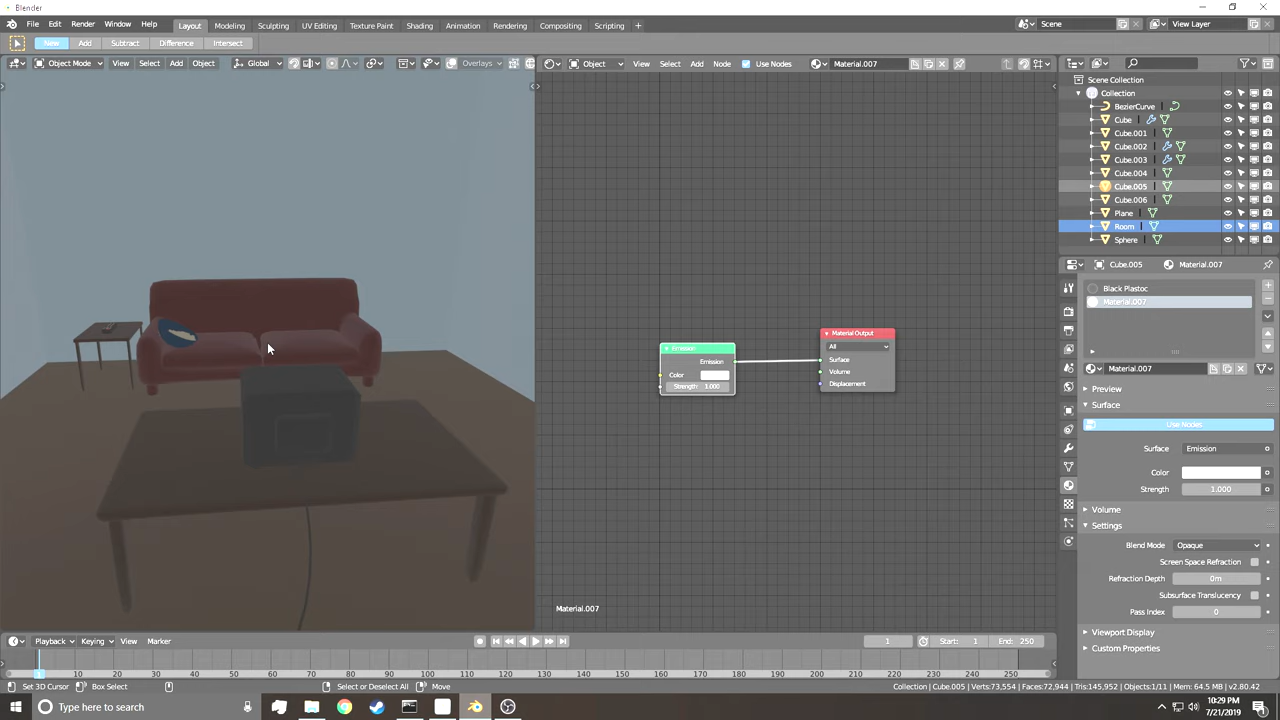 Blender
File Edit Render Window Help Layout Modeling Sculpting UV Editing Texture Paint Shading Animation Rendering Compositing Scripting + Scene View Layer
New Add Subtract Difference Intersect
Object Mode View Select Add Object Global Overlays Object View Select Add Node Use Nodes Material.007
Scene Collection
Collection
BezierCurve
Cube
Cube.001
Cube.002
Cube.003
Cube.004
Cube.005
Cube.006
Plane
Room
Sphere
Cube.005 Material.007
Black Plastoc
Material.007
Material.007
Preview
Surface
Use Nodes
Surface Emission
Color
Strength 1.000
Volume
Settings
Blend Mode Opaque
Screen Space Refraction
Refraction Depth 0m
Subsurface Translucency
Pass Index 0
Viewport Display
Custom Properties
Emission
Emission
Color
Strength: 1.000
Material Output
All
Surface
Volume
Displacement
Material.007
Playback Keying View Marker 1 Start: 1 End: 250
1 10 20 30 40 50 60 70 80 90 100 110 120 130 140 150 160 170 180 190 200 210 220 230 240 250
Set 3D Cursor Box Select Select or Deselect All Move Collection | Cube.005 | Verts:73,554 | Faces:72,944 | Tris:145,952 | Objects:1/11 | Mem: 64.5 MB | v2.80.42
Type here to search
10:29 PM
7/21/2019